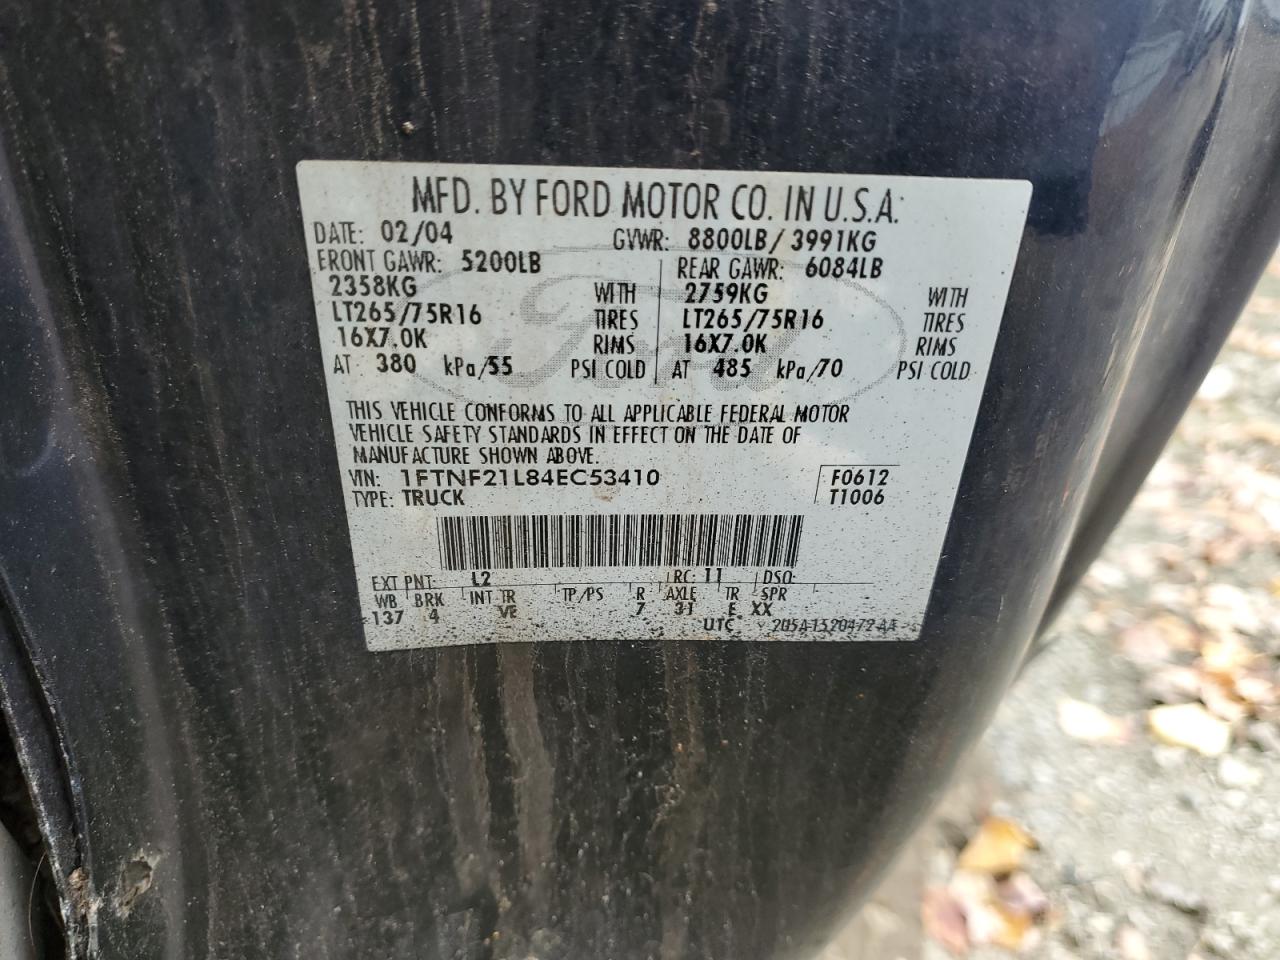 MFD. BY FORD MOTOR CO. IN U.S.A.
DATE: 02/04 GVWR: 8800LB/3991KG
FRONT GAWR: 5200LB REAR GAWR: 6084LB
2358KG WITH 2759KG WITH
LT265/75R16 TIRES LT265/75R16 TIRES
16X7.0K RIMS 16X7.0K RIMS
AT 380 kPa/55 PSI COLD AT 485 kPa/70 PSI COLD
Ford
THIS VEHICLE CONFORMS TO ALL APPLICABLE FEDERAL MOTOR
VEHICLE SAFETY STANDARDS IN EFFECT ON THE DATE OF
MANUFACTURE SHOWN ABOVE.
VIN: 1FTNF21L84EC53410 F0612
TYPE: TRUCK T1006
EXT PNT: L2 RC: 11 DSO:
WB BRK INT TR TP/PS R AXLE TR SPR
137 4 VE 7 31 E XX
UTC